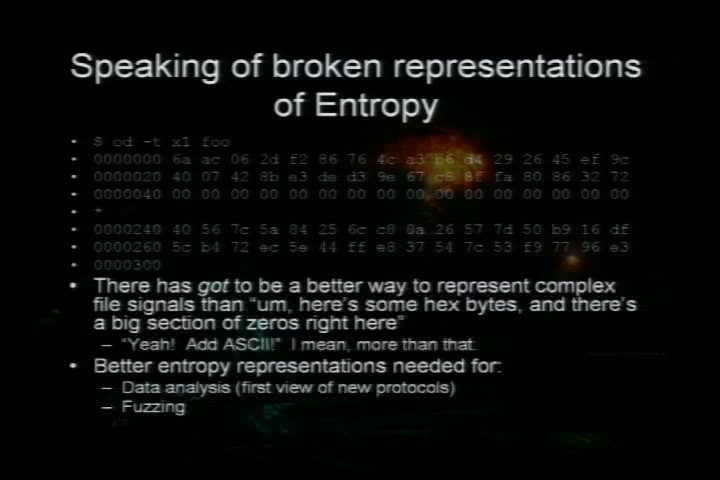 Speaking of broken representations
of Entropy
• $ od -t x1 foo
• 0000000 6a ac 06 2d f2 86 76 4c a3 b6 d4 29 26 45 ef 9c
• 0000020 40 07 42 8b e3 de d3 9e 67 c8 8f fa 80 86 32 72
• 0000040 00 00 00 00 00 00 00 00 00 00 00 00 00 00 00 00
• *
• 0000240 40 56 7c 5a 84 25 6c c8 8a 26 57 7d 50 b9 16 df
• 0000260 5c b4 72 ec 5e 44 ff e8 37 54 7c 53 f9 77 96 e3
• 0000300
• There has got to be a better way to represent complex
file signals than "um, here's some hex bytes, and there's
a big section of zeros right here"
– "Yeah! Add ASCII!" I mean, more than that.
• Better entropy representations needed for:
– Data analysis (first view of new protocols)
– Fuzzing